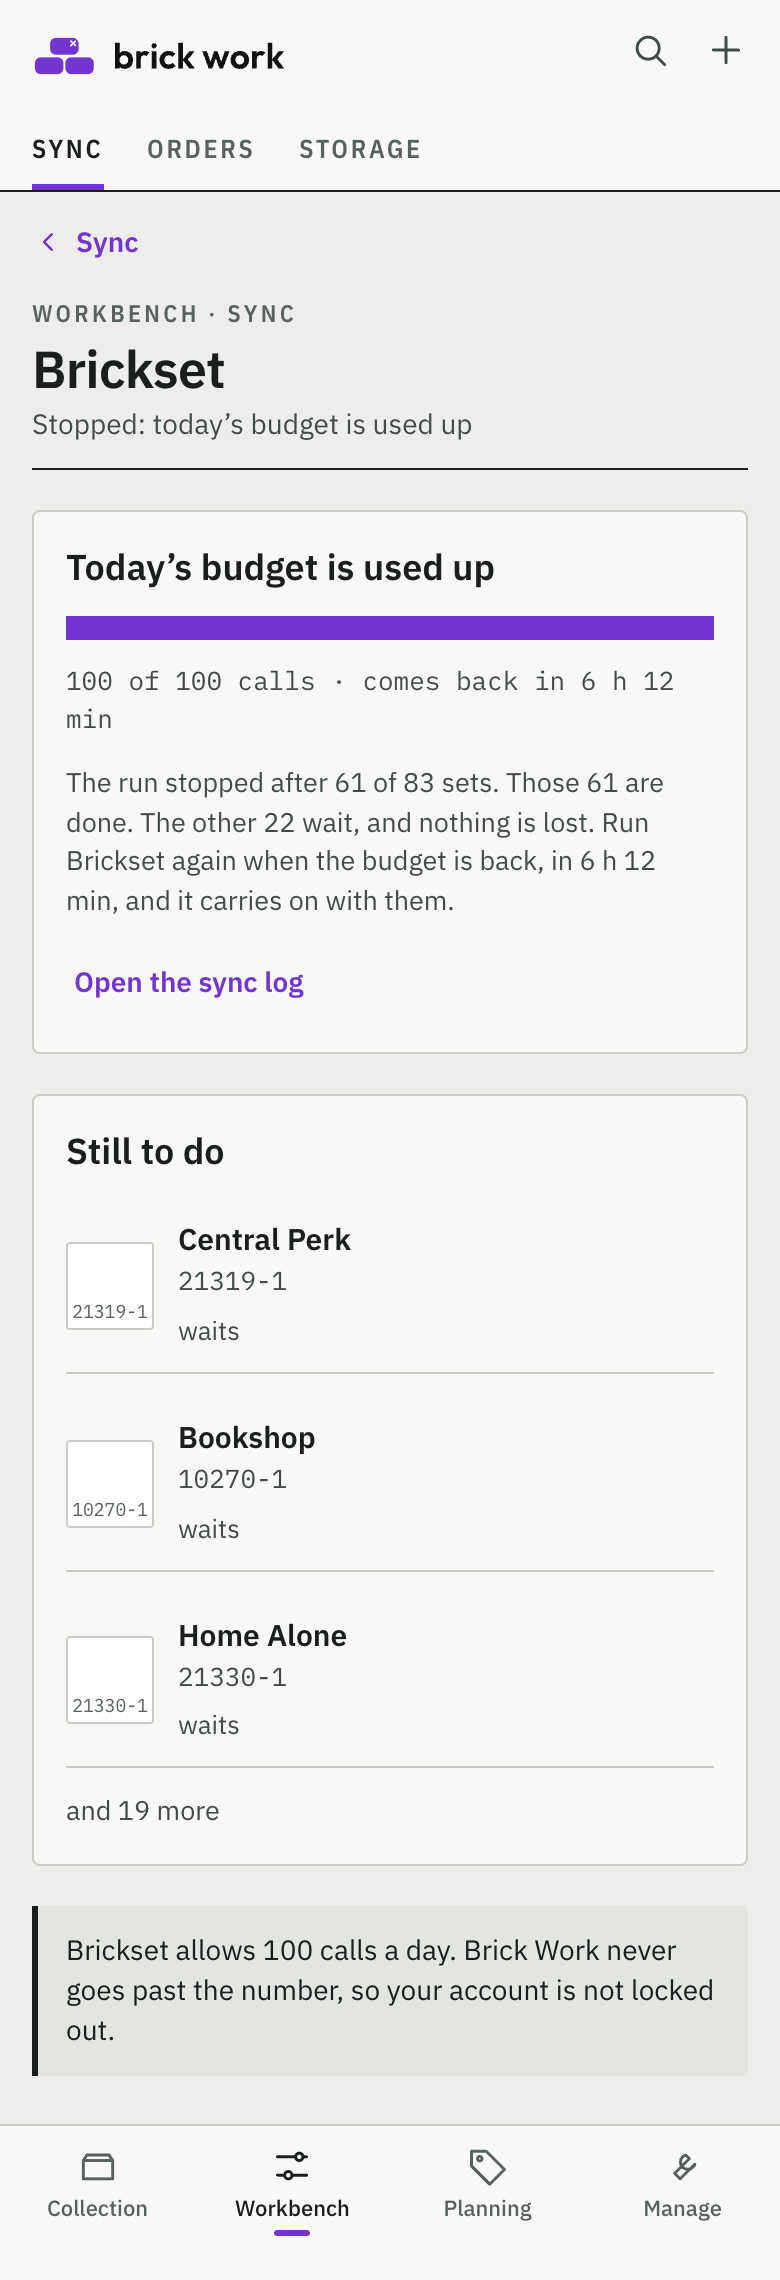 brick work
SYNC ORDERS STORAGE
Sync
WORKBENCH · SYNC
Brickset
Stopped: today’s budget is used up
Today’s budget is used up
100 of 100 calls · comes back in 6 h 12
min
The run stopped after 61 of 83 sets. Those 61 are
done. The other 22 wait, and nothing is lost. Run
Brickset again when the budget is back, in 6 h 12
min, and it carries on with them.
Open the sync log
Still to do
Central Perk
21319-1
21319-1
waits
Bookshop
10270-1
10270-1
waits
Home Alone
21330-1
21330-1
waits
and 19 more
Brickset allows 100 calls a day. Brick Work never
goes past the number, so your account is not locked
out.
Collection Workbench Planning Manage